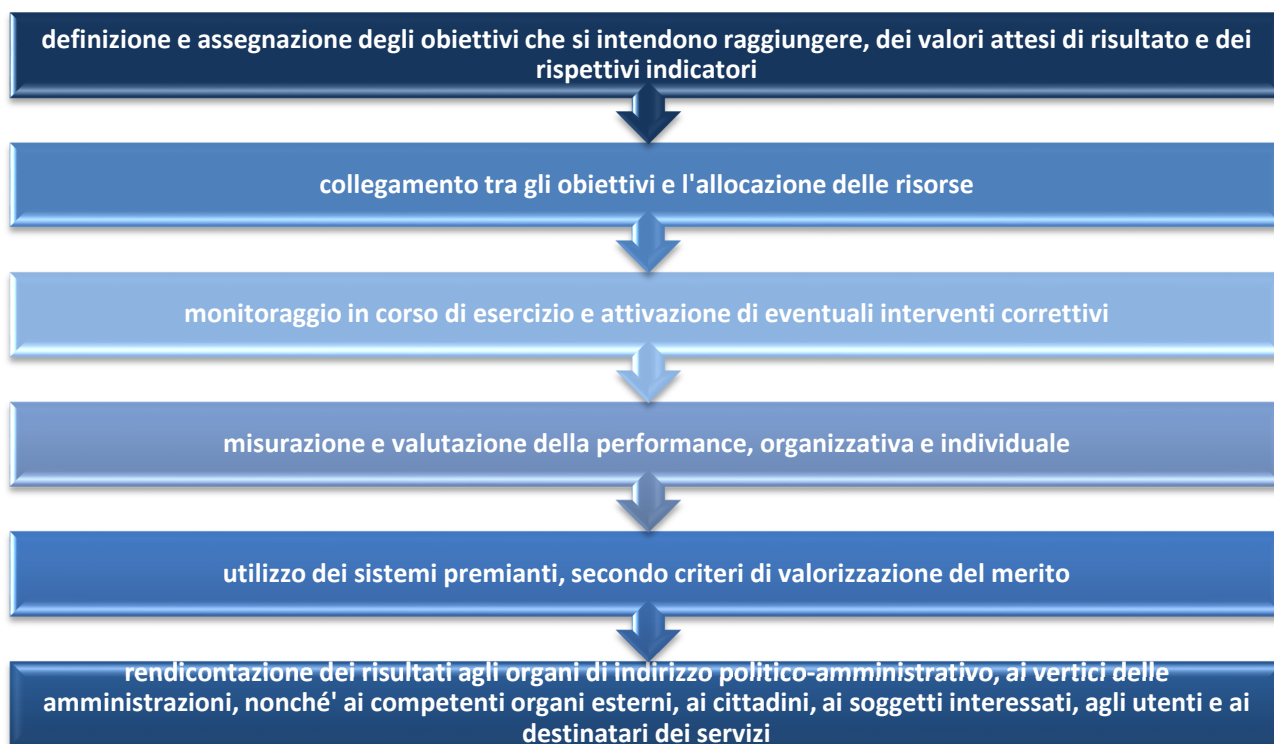 definizione e assegnazione degli obiettivi che si intendono raggiungere, dei valori attesi di risultato e dei
rispettivi indicatori
collegamento tra gli obiettivi e l'allocazione delle risorse
monitoraggio in corso di esercizio e attivazione di eventuali interventi correttivi
misurazione e valutazione della performance, organizzativa e individuale
utilizzo dei sistemi premianti, secondo criteri di valorizzazione del merito
rendicontazione dei risultati agli organi di indirizzo politico-amministrativo, ai vertici delle
amministrazioni, nonché' ai competenti organi esterni, ai cittadini, ai soggetti interessati, agli utenti e ai
destinatari dei servizi